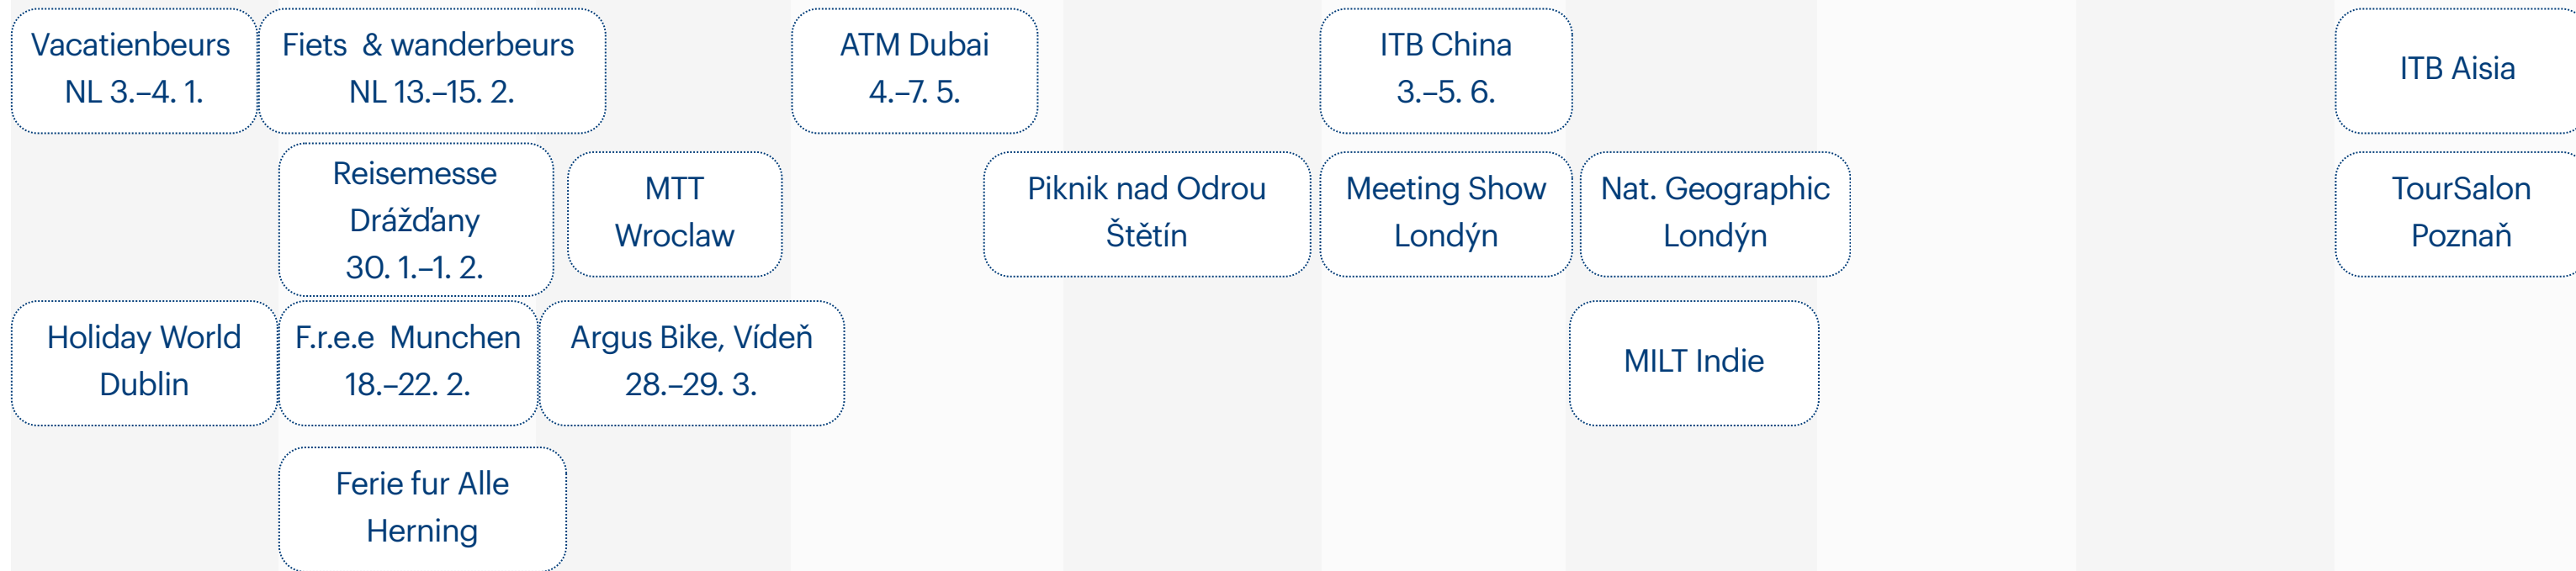 Vacatienbeurs
NL 3.–4. 1.
Fiets & wanderbeurs
NL 13.–15. 2.
ATM Dubai
4.–7. 5.
ITB China
3.–5. 6.
ITB Aisia
Reisemesse
Drážďany
30. 1.–1. 2.
MTT
Wroclaw
Piknik nad Odrou
Štětín
Meeting Show
Londýn
Nat. Geographic
Londýn
TourSalon
Poznaň
Holiday World
Dublin
F.r.e.e Munchen
18.–22. 2.
Argus Bike, Vídeň
28.–29. 3.
MILT Indie
Ferie fur Alle
Herning